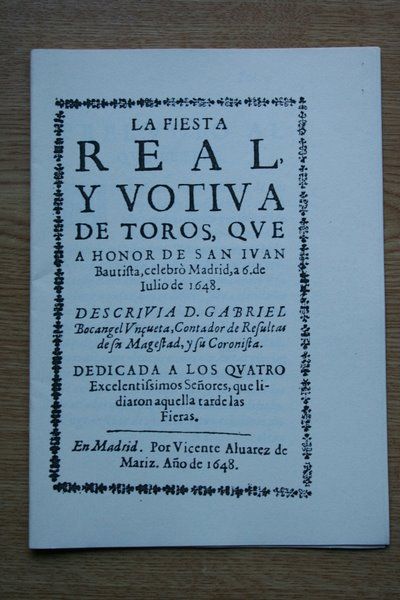 LA FIESTA
REAL,
Y VOTIVA
DE TOROS, QVE
A HONOR DE SAN IVAN
Bautiſta, celebrò Madrid, a 6. de
Iulio de 1648.
DESCRIVIA D. GABRIEL
Bocangel Vnçueta, Contador de Reſultas
de ſu Mageſtad, y ſu Coroniſta.
DEDICADA A LOS QVATRO
Excelentiſsimos Señores, que li-
diaron aquella tarde las
Fieras.
En Madrid. Por Vicente Aluarez de
Mariz. Año de 1648.